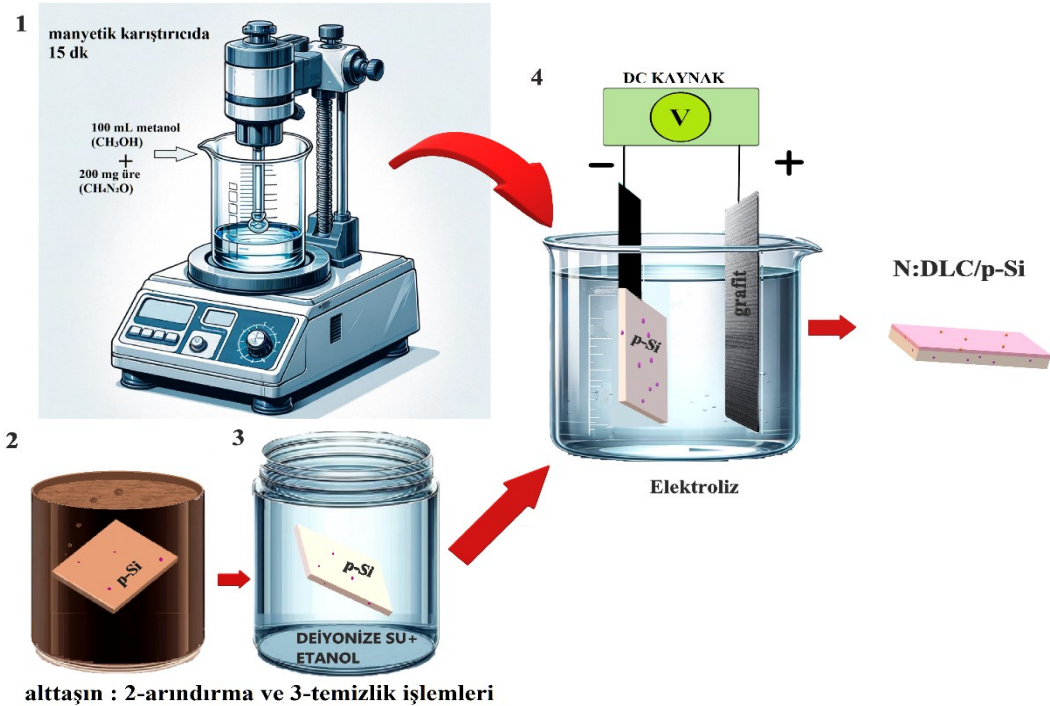 1
manyetik karıştırıcıda
15 dk
100 mL metanol
(CH₃OH)
+
200 mg üre
(CH₄N₂O)
2
p-Si
3
p-Si
DEİYONİZE SU+
ETANOL
alttaşın : 2-arındırma ve 3-temizlik işlemleri
4
DC KAYNAK
V
−
+
p-Si
grafit
Elektroliz
N:DLC/p-Si